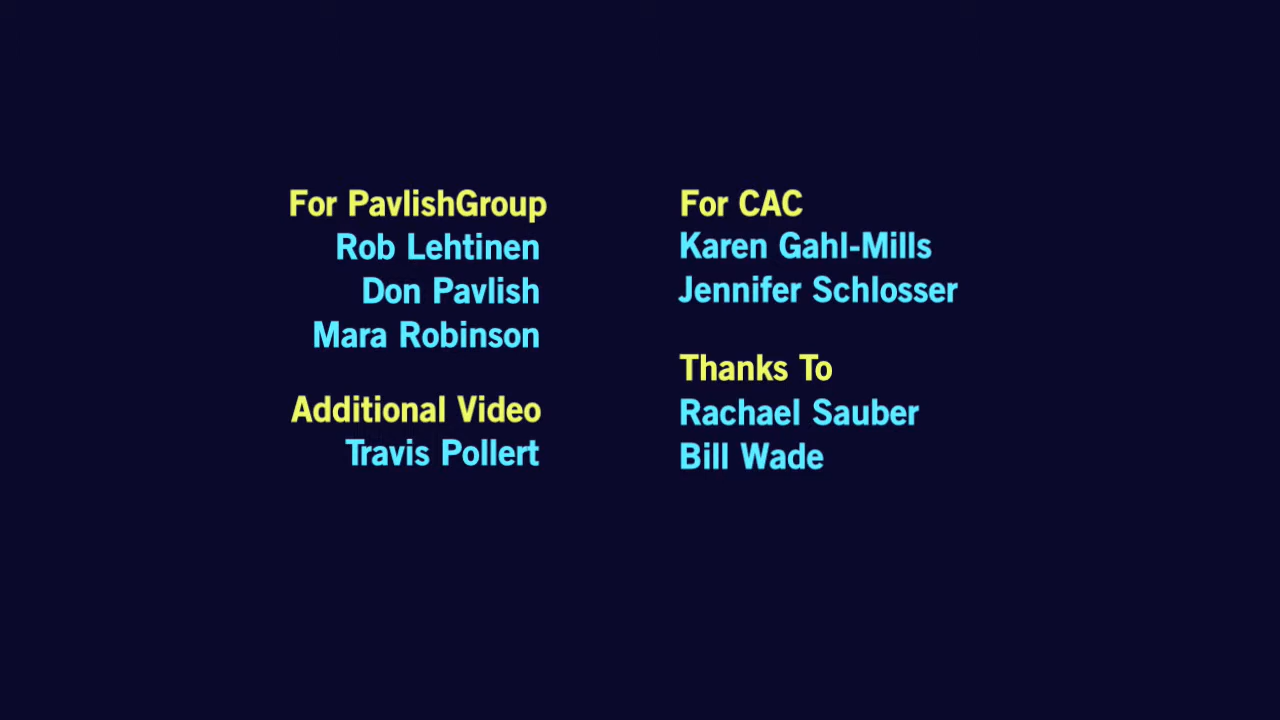 For PavlishGroup
Rob Lehtinen
Don Pavlish
Mara Robinson
Additional Video
Travis Pollert
For CAC
Karen Gahl-Mills
Jennifer Schlosser
Thanks To
Rachael Sauber
Bill Wade